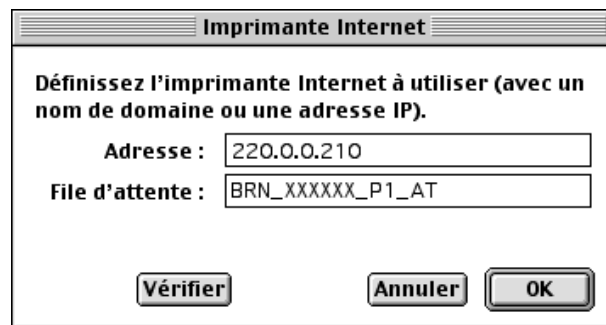 Imprimante Internet
Définissez l'imprimante Internet à utiliser (avec un
nom de domaine ou une adresse IP).
Adresse : 220.0.0.210
File d'attente : BRN_XXXXXX_P1_AT
Vérifier Annuler OK